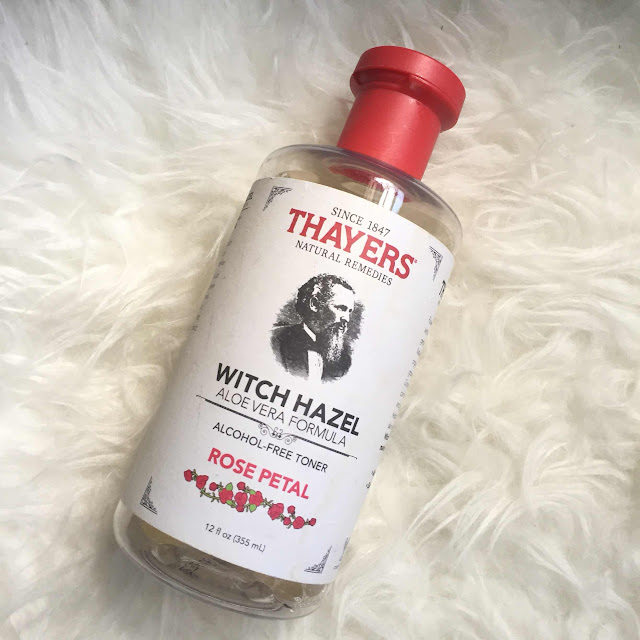 SINCE 1847
THAYERS®
NATURAL REMEDIES
WITCH HAZEL
ALOE VERA FORMULA
ALCOHOL-FREE TONER
ROSE PETAL
12 fl oz (355 mL)